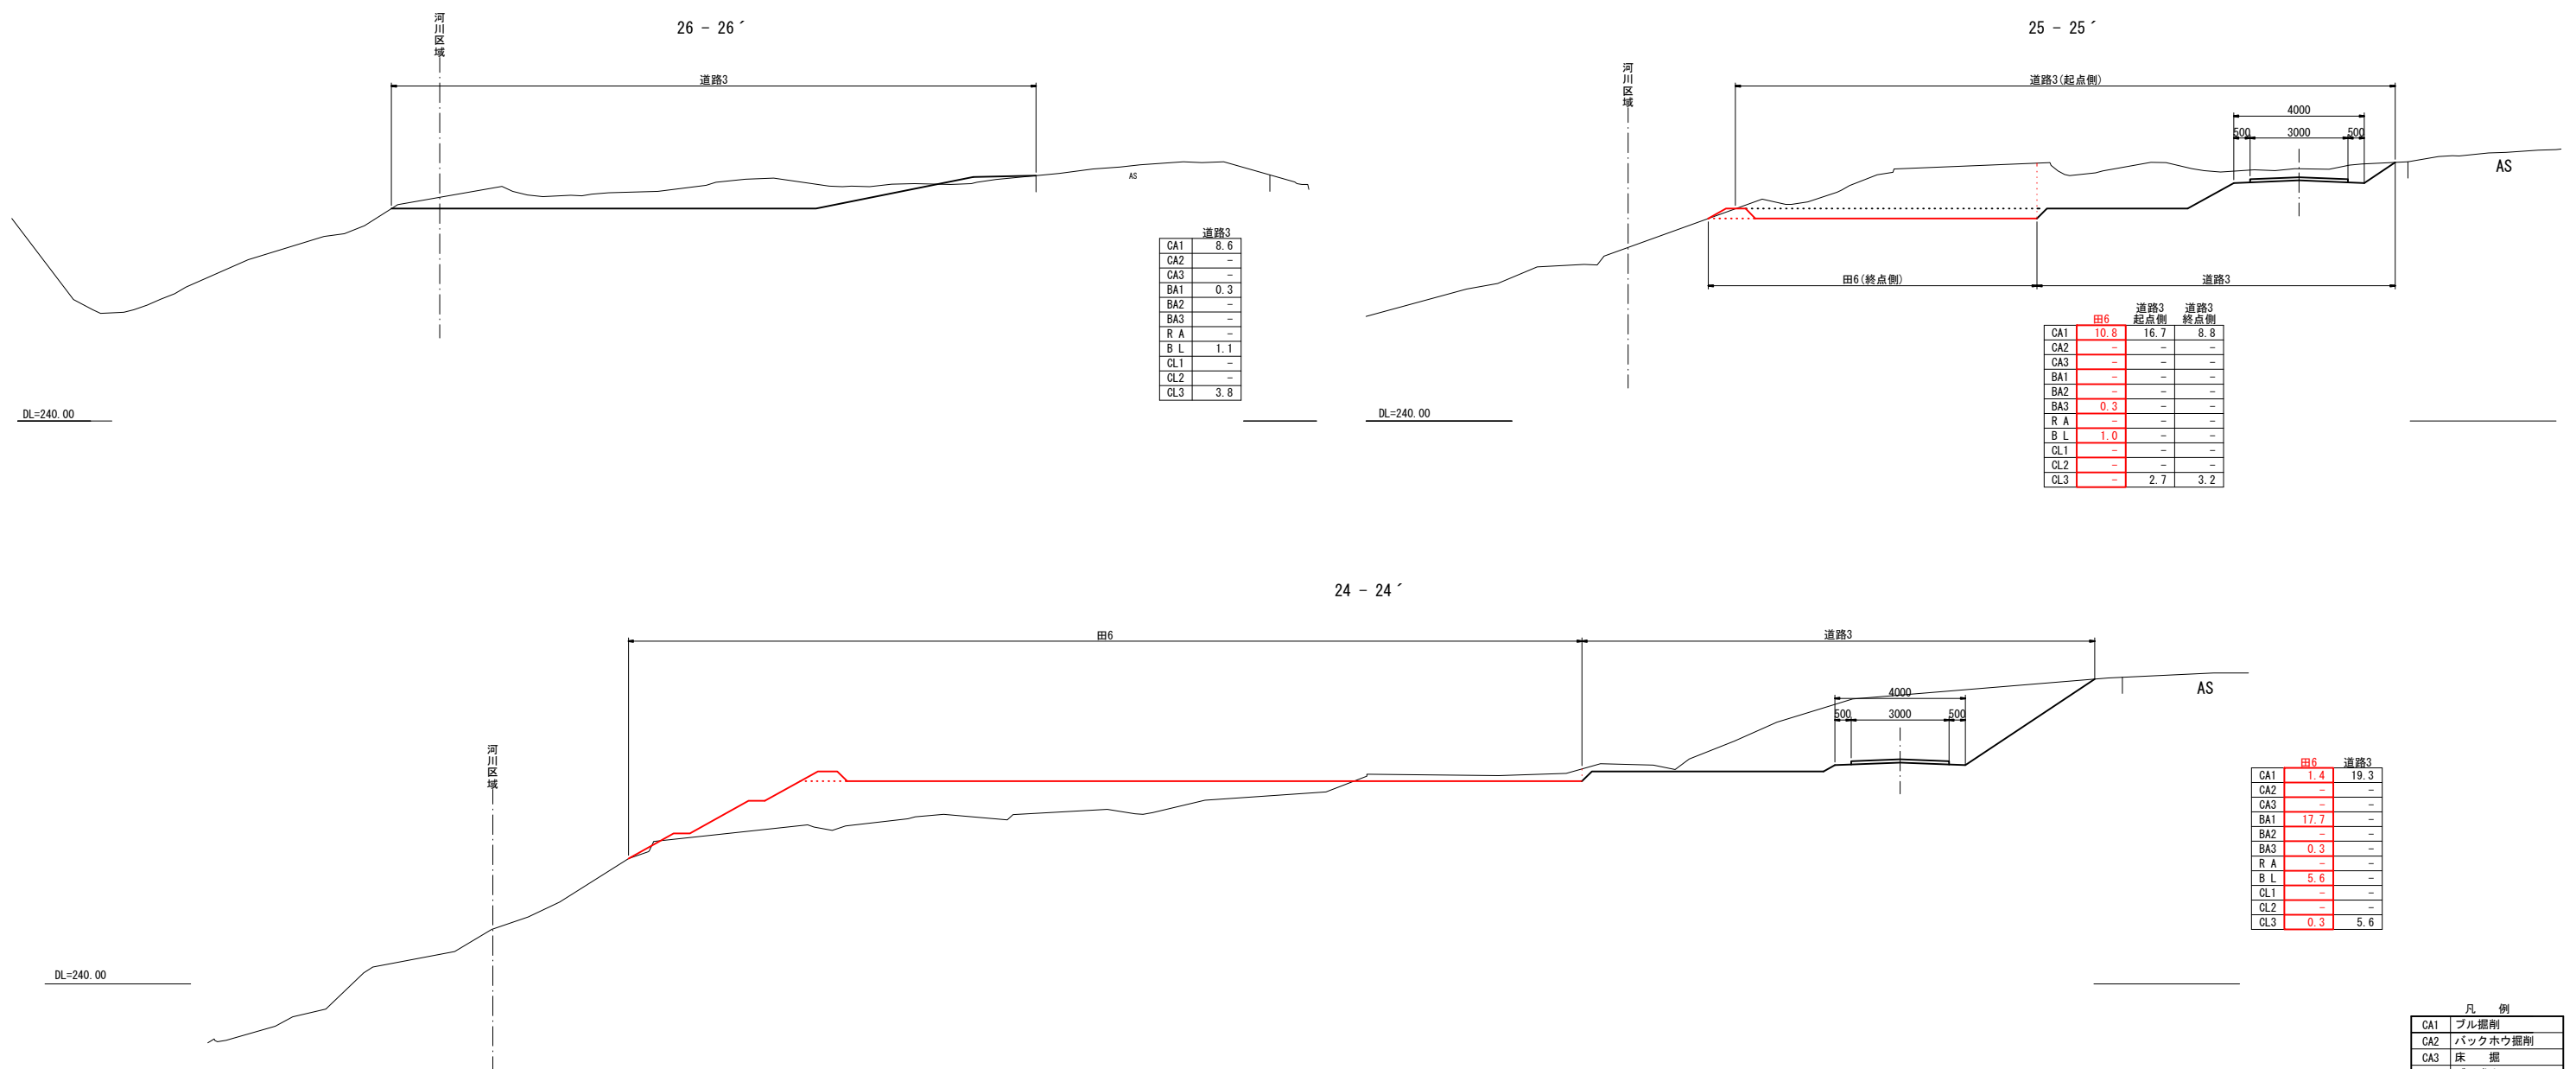 26 - 26´
河川区域
道路3
AS
道路3
CA1 8.6
CA2 -
CA3 -
BA1 0.3
BA2 -
BA3 -
R A -
B L 1.1
CL1 -
CL2 -
CL3 3.8
DL=240.00
25 - 25´
河川区域
道路3(起点側)
4000
500 3000 500
AS
田6(終点側) 道路3
田6 道路3起点側 道路3終点側
CA1 10.8 16.7 8.8
CA2 - - -
CA3 - - -
BA1 - - -
BA2 - - -
BA3 0.3 - -
R A - - -
B L 1.0 - -
CL1 - - -
CL2 - - -
CL3 - 2.7 3.2
DL=240.00
24 - 24´
田6 道路3
河川区域
4000
500 3000 500
AS
田6 道路3
CA1 1.4 19.3
CA2 - -
CA3 - -
BA1 17.7 -
BA2 - -
BA3 0.3 -
R A - -
B L 5.6 -
CL1 - -
CL2 - -
CL3 0.3 5.6
DL=240.00
凡 例
CA1 ブル掘削
CA2 バックホウ掘削
CA3 床 掘